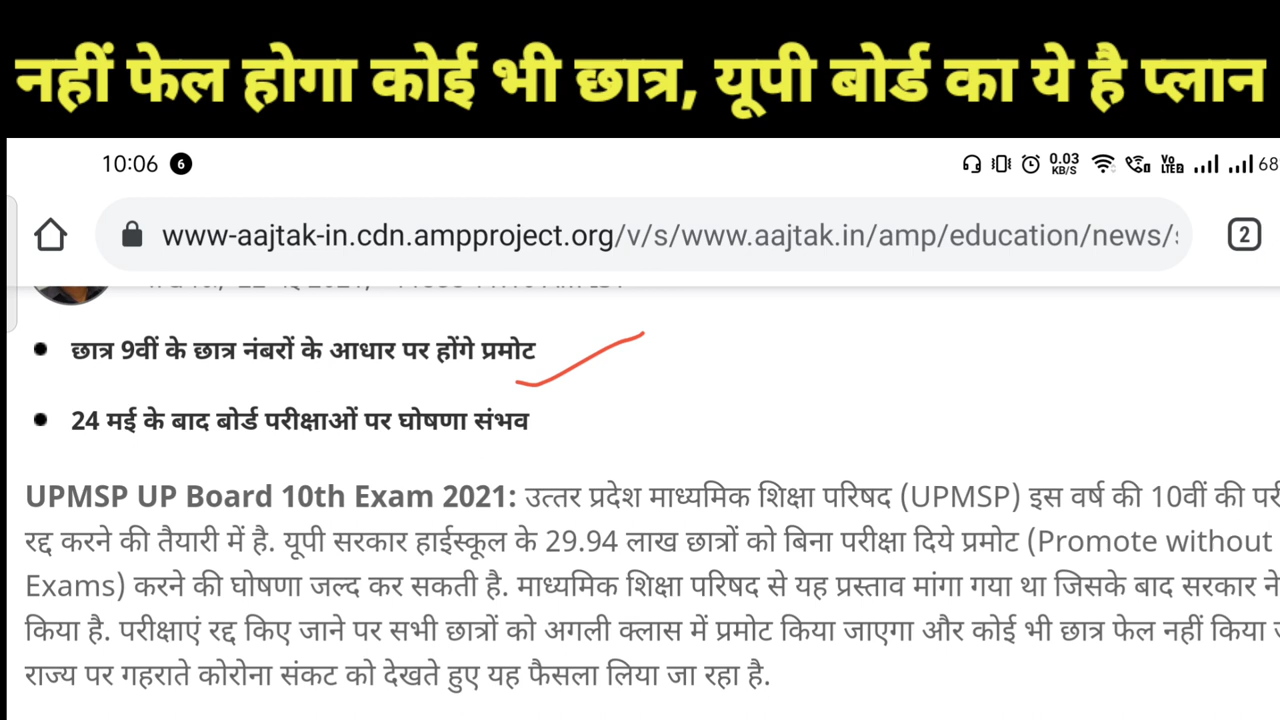 नहीं फेल होगा कोई भी छात्र, यूपी बोर्ड का ये है प्लान
10:06 6 0.03 KB/S Vo LTE2 68
www-aajtak-in.cdn.ampproject.org/v/s/www.aajtak.in/amp/education/news/ 2
छात्र 9वीं के छात्र नंबरों के आधार पर होंगे प्रमोट
24 मई के बाद बोर्ड परीक्षाओं पर घोषणा संभव
UPMSP UP Board 10th Exam 2021: उत्तर प्रदेश माध्यमिक शिक्षा परिषद (UPMSP) इस वर्ष की 10वीं की
रद्द करने की तैयारी में है. यूपी सरकार हाईस्कूल के 29.94 लाख छात्रों को बिना परीक्षा दिये प्रमोट (Promote without
Exams) करने की घोषणा जल्द कर सकती है. माध्यमिक शिक्षा परिषद से यह प्रस्ताव मांगा गया था जिसके बाद सरकार ने
किया है. परीक्षाएं रद्द किए जाने पर सभी छात्रों को अगली क्लास में प्रमोट किया जाएगा और कोई भी छात्र फेल नहीं किया
राज्य पर गहराते कोरोना संकट को देखते हुए यह फैसला लिया जा रहा है.